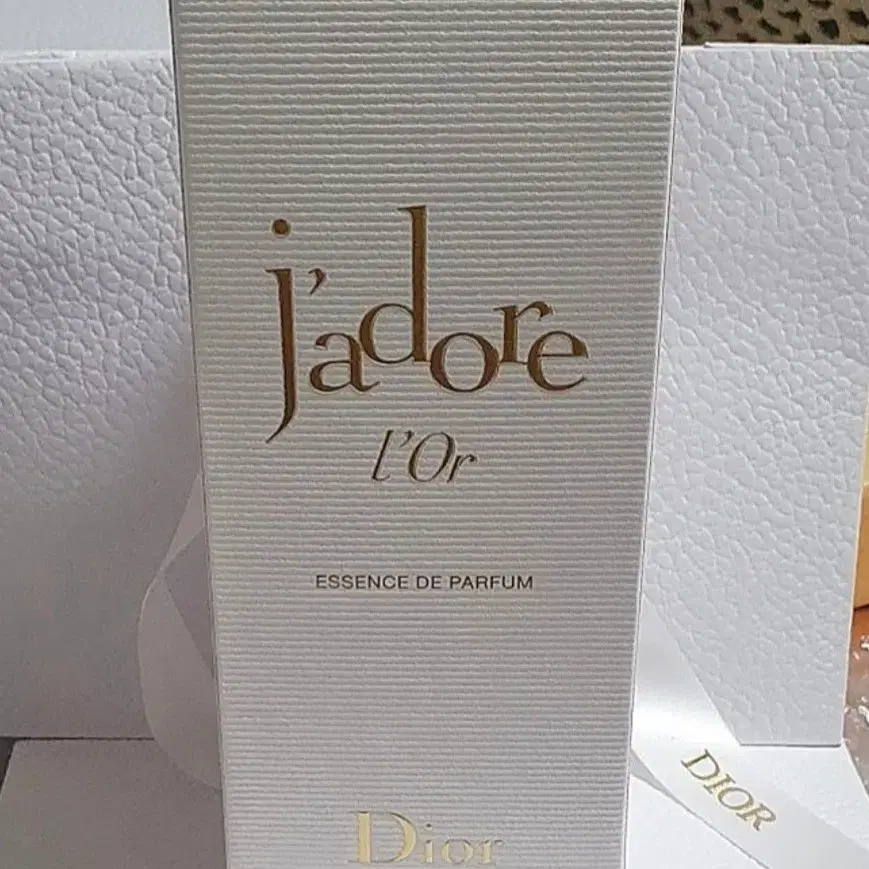 j'adore
l'Or
ESSENCE DE PARFUM
Dior
DIOR